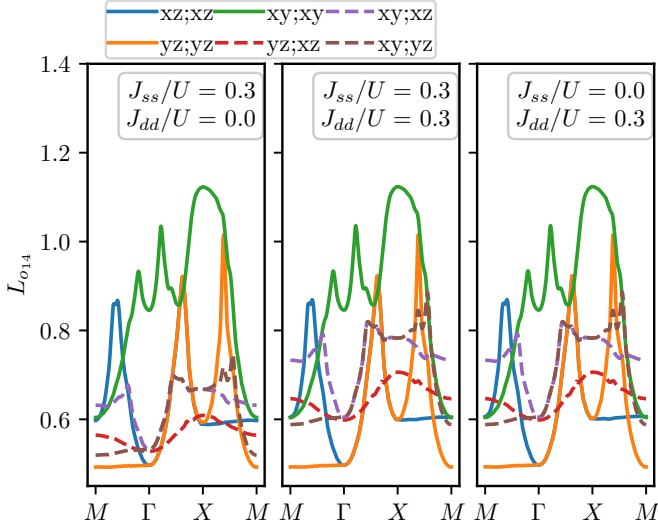 xz;xz xy;xy xy;xz
yz;yz yz;xz xy;yz
J_ss/U = 0.3
J_dd/U = 0.0
J_ss/U = 0.3
J_dd/U = 0.3
J_ss/U = 0.0
J_dd/U = 0.3
1.4
1.2
1.0
0.8
0.6
L_o14
M Γ X M
M Γ X M
M Γ X M